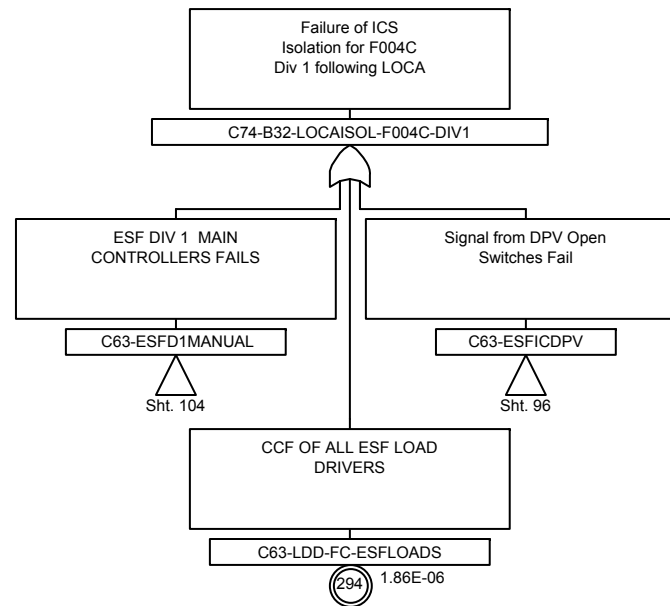 Failure of ICS
Isolation for F004C
Div 1 following LOCA
C74-B32-LOCAISOL-F004C-DIV1
ESF DIV 1  MAIN
CONTROLLERS FAILS
C63-ESFD1MANUAL
Sht. 104
Signal from DPV Open
Switches Fail
C63-ESFICDPV
Sht. 96
CCF OF ALL ESF LOAD
DRIVERS
C63-LDD-FC-ESFLOADS
294
1.86E-06